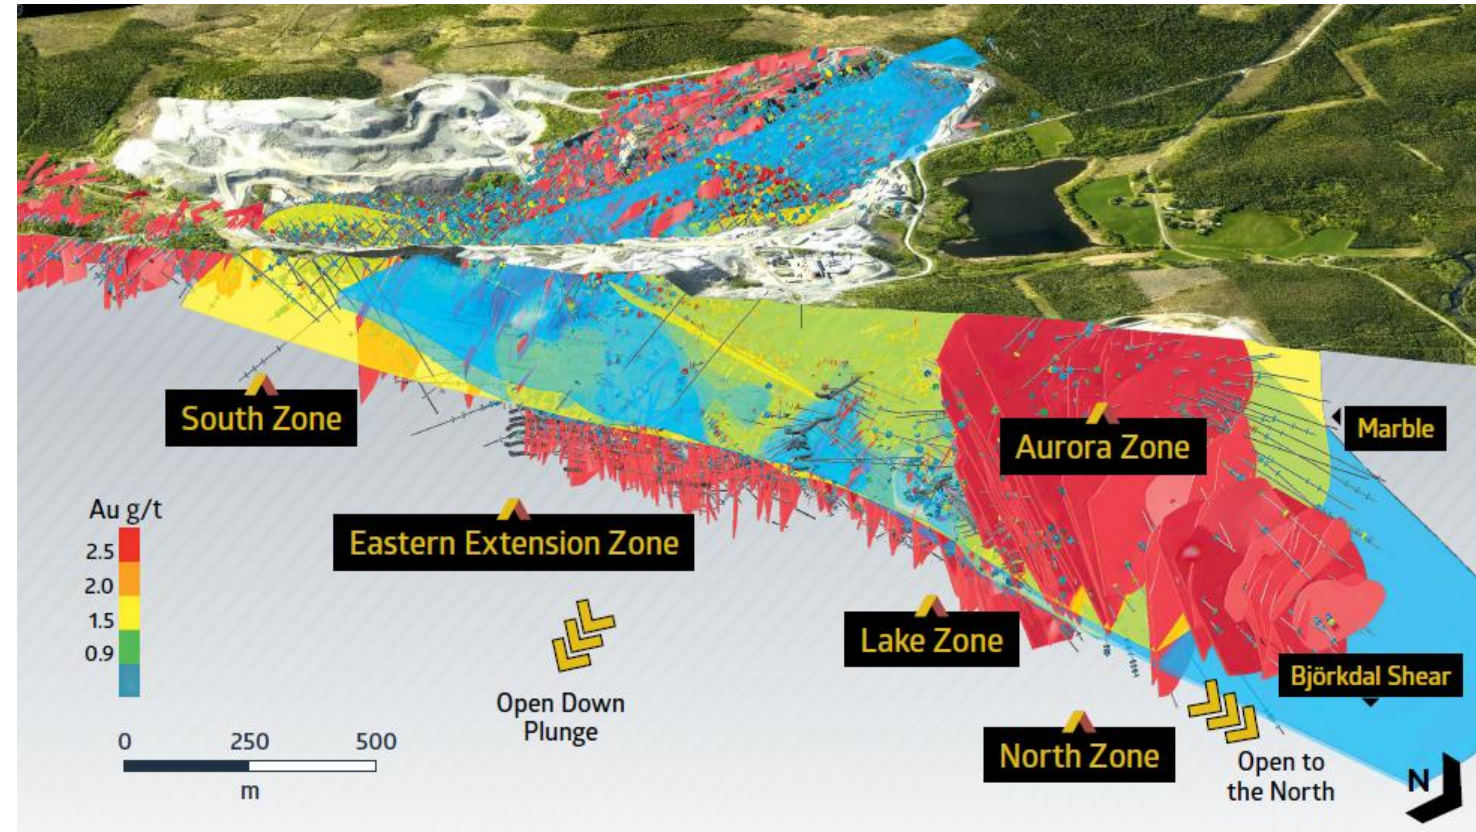 South Zone
Aurora Zone
Marble
Au g/t
2.5
2.0
1.5
0.9
Eastern Extension Zone
Lake Zone
Björkdal Shear
Open Down
Plunge
North Zone
Open to
the North
0 250 500
m
N